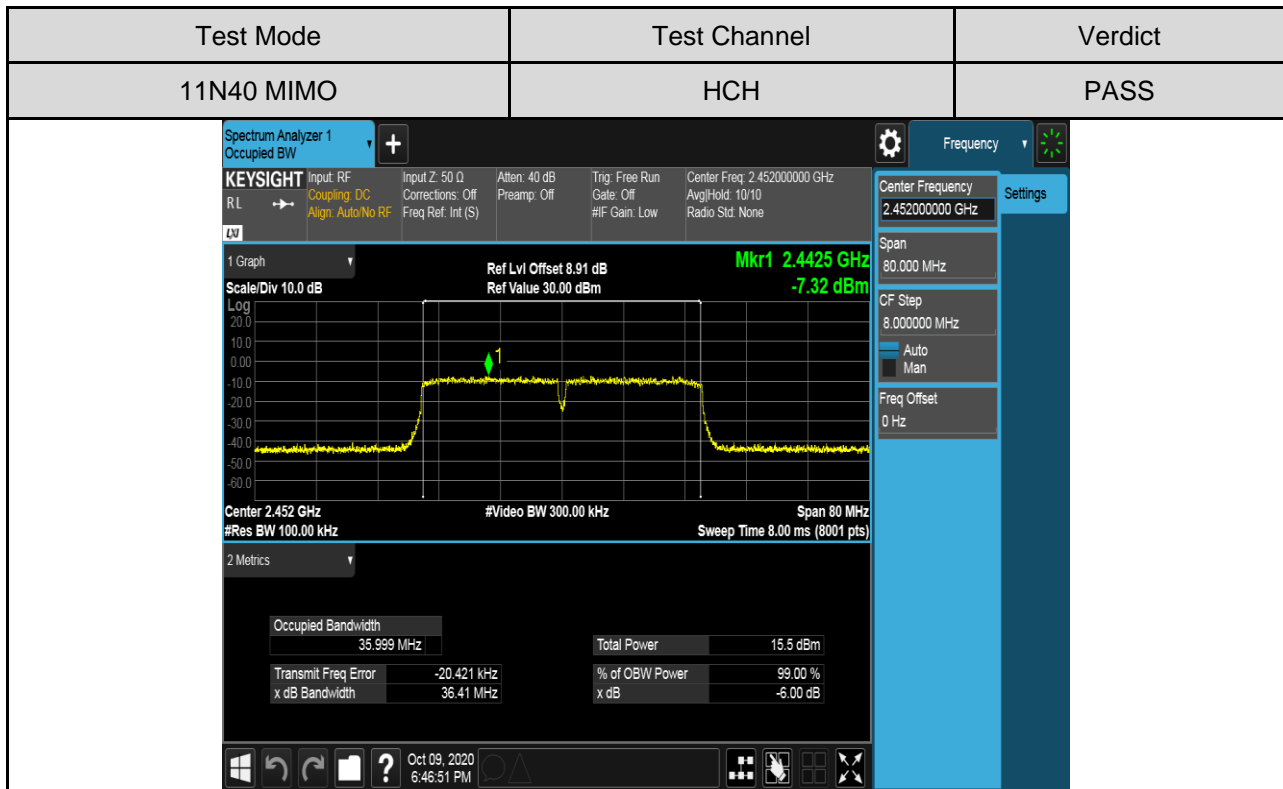 Test Mode Test Channel Verdict
11N40 MIMO HCH PASS
Spectrum Analyzer 1
Occupied BW
+
Frequency
KEYSIGHT
RL
LXI
Input: RF
Coupling: DC
Align: Auto/No RF
Input Z: 50 Ω
Corrections: Off
Freq Ref: Int (S)
Atten: 40 dB
Preamp: Off
Trig: Free Run
Gate: Off
#IF Gain: Low
Center Freq: 2.452000000 GHz
Avg|Hold: 10/10
Radio Std: None
Center Frequency
2.452000000 GHz
Settings
Span
80.000 MHz
CF Step
8.000000 MHz
Auto
Man
Freq Offset
0 Hz
1 Graph
Scale/Div 10.0 dB
Ref Lvl Offset 8.91 dB
Ref Value 30.00 dBm
Mkr1 2.4425 GHz
-7.32 dBm
Log
20.0
10.0
0.00
-10.0
-20.0
-30.0
-40.0
-50.0
-60.0
1
Center 2.452 GHz #Video BW 300.00 kHz Span 80 MHz
#Res BW 100.00 kHz Sweep Time 8.00 ms (8001 pts)
2 Metrics
Occupied Bandwidth
35.999 MHz
Total Power 15.5 dBm
Transmit Freq Error -20.421 kHz
% of OBW Power 99.00 %
x dB Bandwidth 36.41 MHz
x dB -6.00 dB
?
Oct 09, 2020
6:46:51 PM